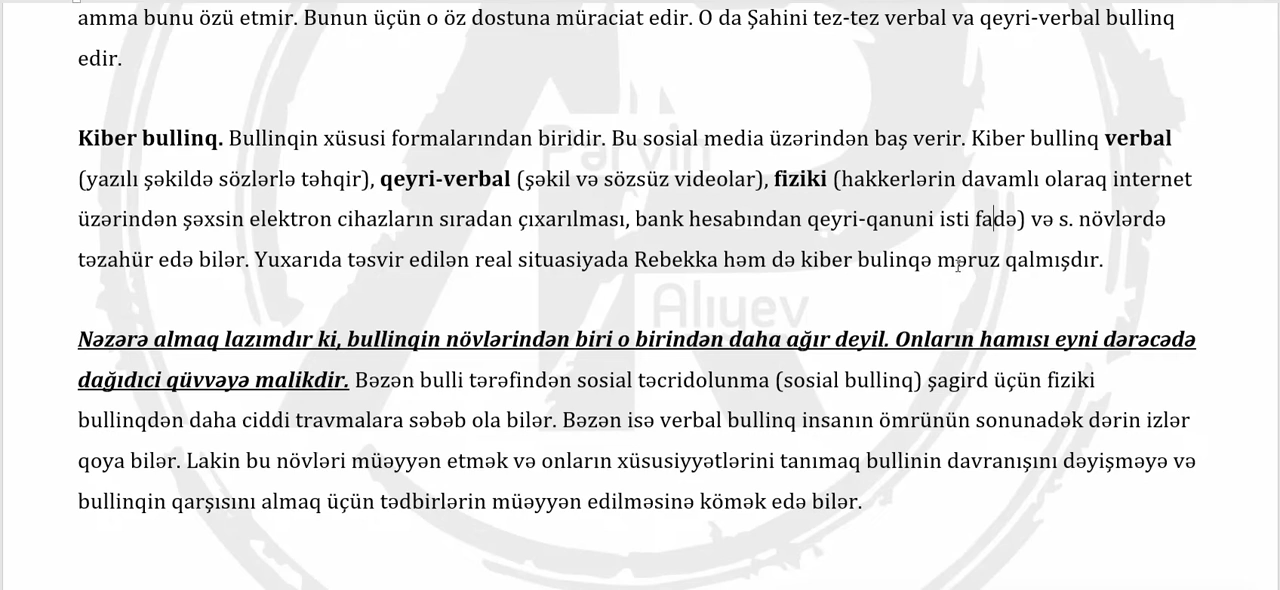 amma bunu özü etmir. Bunun üçün o öz dostuna müraciat edir. O da Şahini tez-tez verbal va qeyri-verbal bullinq
edir.
Kiber bullinq. Bullinqin xüsusi formalarından biridir. Bu sosial media üzərindən baş verir. Kiber bullinq verbal
(yazılı şəkildə sözlərlə təhqir), qeyri-verbal (şəkil və sözsüz videolar), fiziki (hakkerlərin davamlı olaraq internet
üzərindən şəxsin elektron cihazların sıradan çıxarılması, bank hesabından qeyri-qanuni isti fadə) və s. növlərdə
təzahür edə bilər. Yuxarıda təsvir edilən real situasiyada Rebekka həm də kiber bulinqə məruz qalmışdır.
Nəzərə almaq lazımdır ki, bullinqin növlərindən biri o birindən daha ağır deyil. Onların hamısı eyni dərəcədə
dağıdıci qüvvəyə malikdir. Bəzən bulli tərəfindən sosial təcridolunma (sosial bullinq) şagird üçün fiziki
bullinqdən daha ciddi travmalara səbəb ola bilər. Bəzən isə verbal bullinq insanın ömrünün sonunadək dərin izlər
qoya bilər. Lakin bu növləri müəyyən etmək və onların xüsusiyyətlərini tanımaq bullinin davranışını dəyişməyə və
bullinqin qarşısını almaq üçün tədbirlərin müəyyən edilməsinə kömək edə bilər.
Pərvin
Alıyev